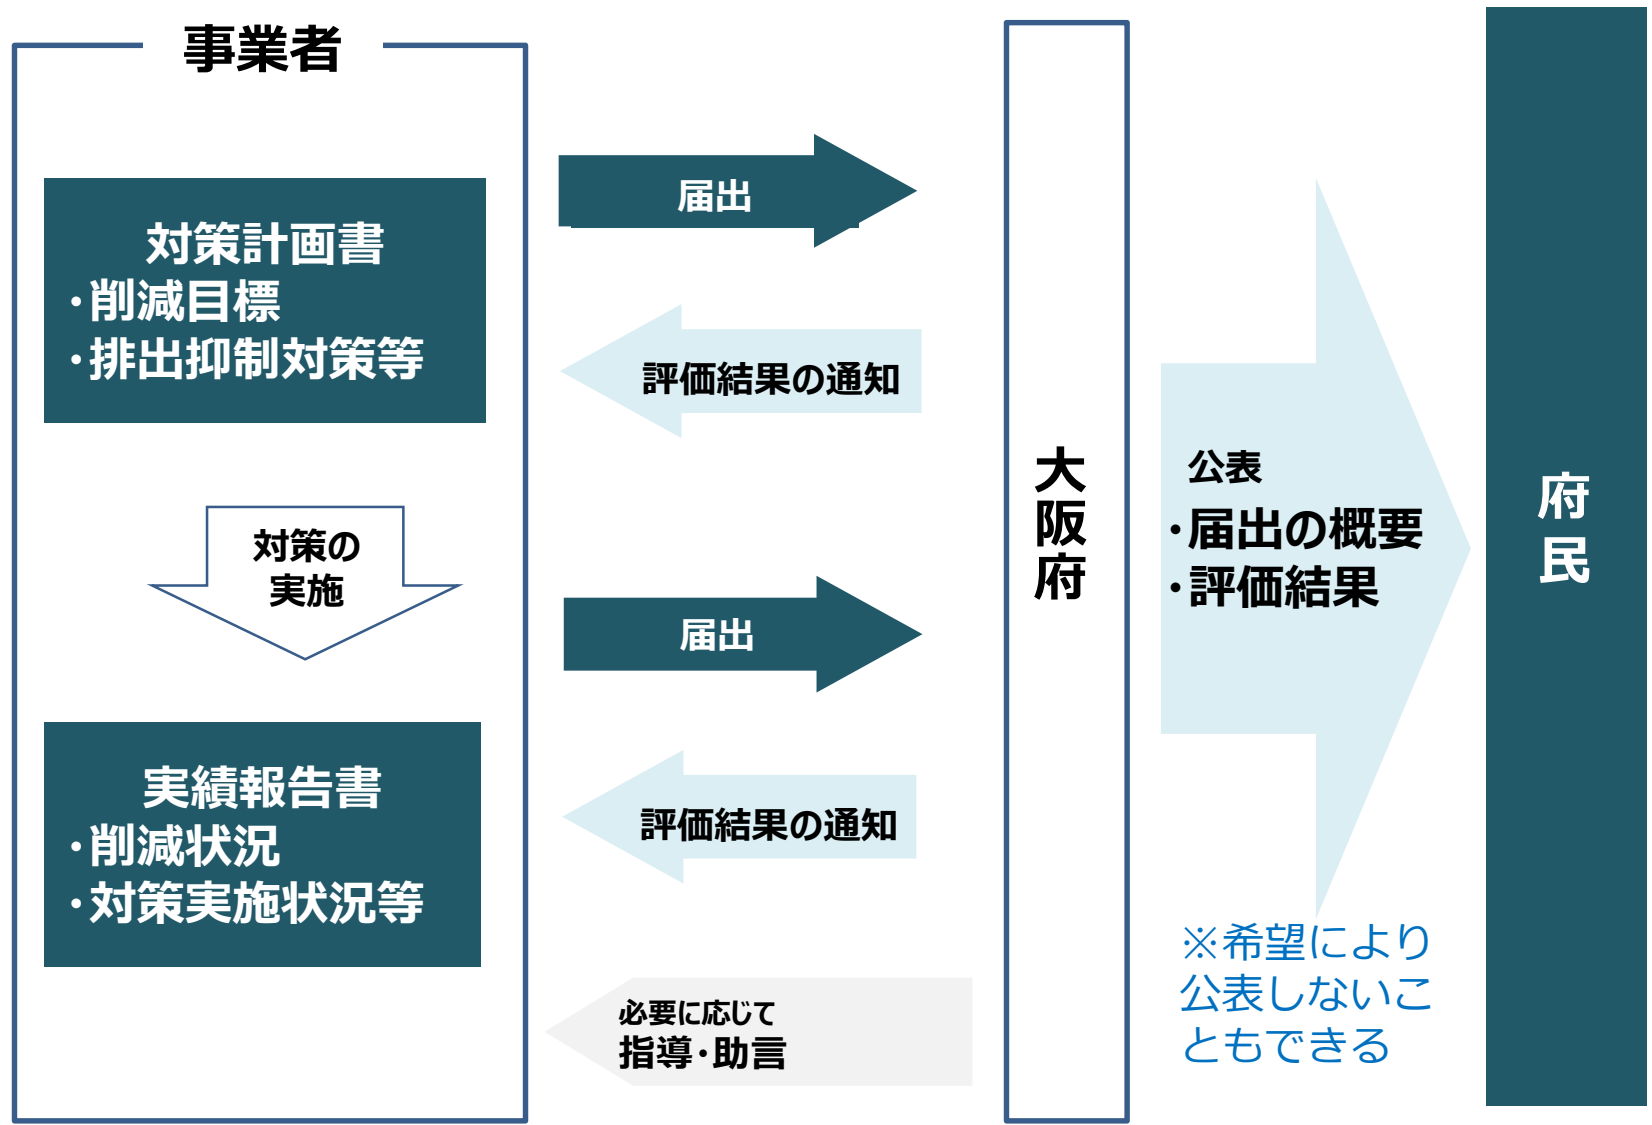 事業者
対策計画書
・削減目標
・排出抑制対策等
対策の
実施
実績報告書
・削減状況
・対策実施状況等
届出
評価結果の通知
届出
評価結果の通知
必要に応じて
指導・助言
大
阪
府
公表
・届出の概要
・評価結果
※希望により
公表しないこ
ともできる
府
民